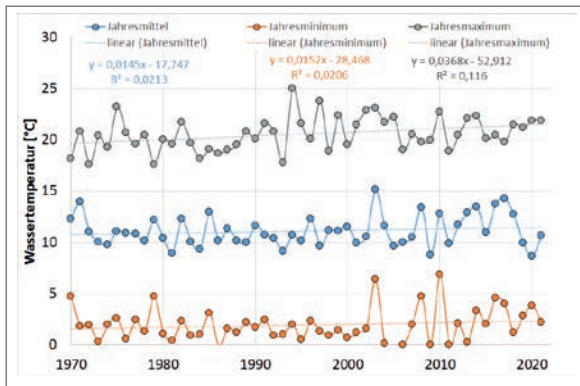 Jahresmittel Jahresminimum Jahresmaximum
linear (Jahresmittel) linear (Jahresminimum) linear (Jahresmaximum)
y = 0,0145x - 17,747 y = 0,0152x - 28,468 y = 0,0368x - 52,912
R² = 0,0213 R² = 0,0206 R² = 0,116
Wassertemperatur [°C]
30
25
20
15
10
5
0
1970 1980 1990 2000 2010 2020